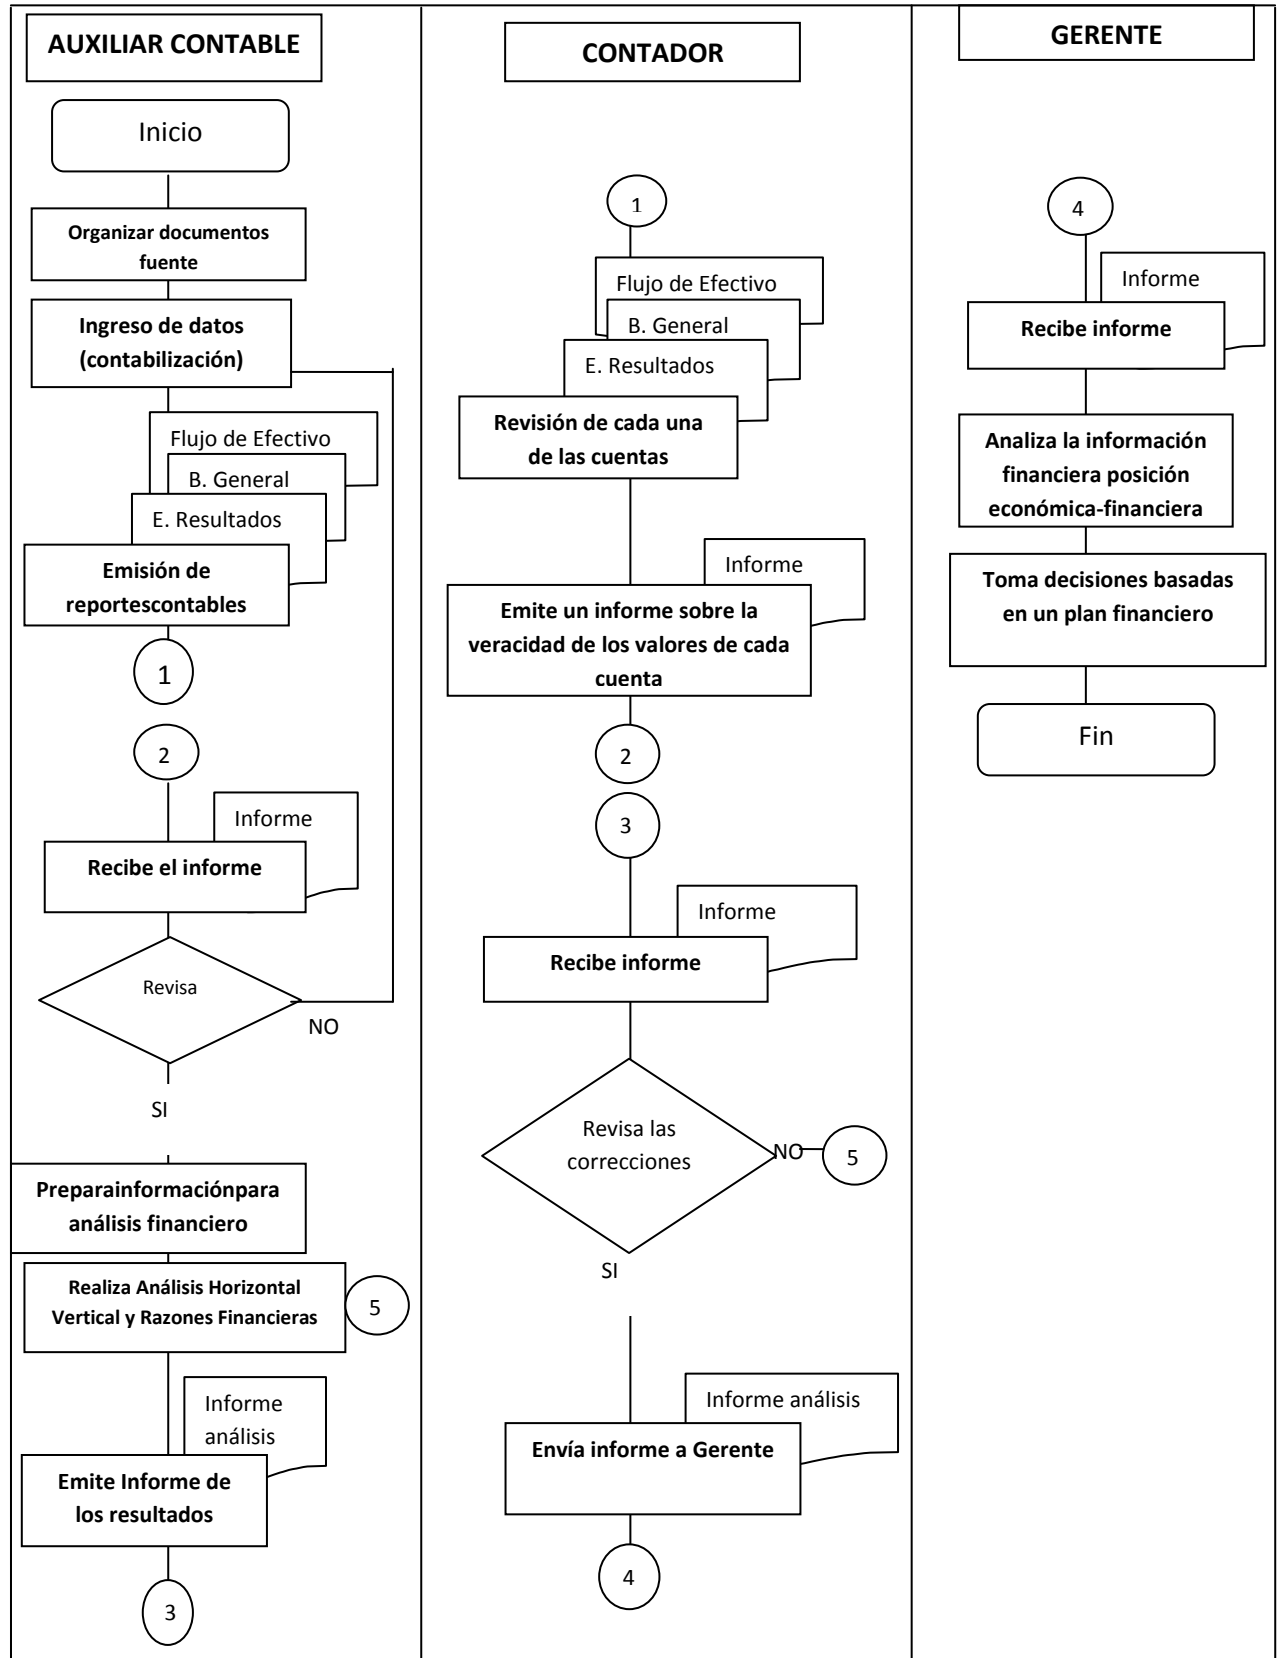 AUXILIAR CONTABLE
Inicio
Organizar documentos
fuente
Ingreso de datos
(contabilización)
Flujo de Efectivo
B. General
E. Resultados
Emisión de
reportescontables
1
2
Informe
Recibe el informe
Revisa
NO
SI
Preparainformaciónpara
análisis financiero
Realiza Análisis Horizontal
Vertical y Razones Financieras
5
Informe
análisis
Emite Informe de
los resultados
3
CONTADOR
1
Flujo de Efectivo
B. General
E. Resultados
Revisión de cada una
de las cuentas
Informe
Emite un informe sobre la
veracidad de los valores de cada
cuenta
2
3
Informe
Recibe informe
Revisa las
correcciones
NO
5
SI
Informe análisis
Envía informe a Gerente
4
GERENTE
4
Informe
Recibe informe
Analiza la información
financiera posición
económica-financiera
Toma decisiones basadas
en un plan financiero
Fin